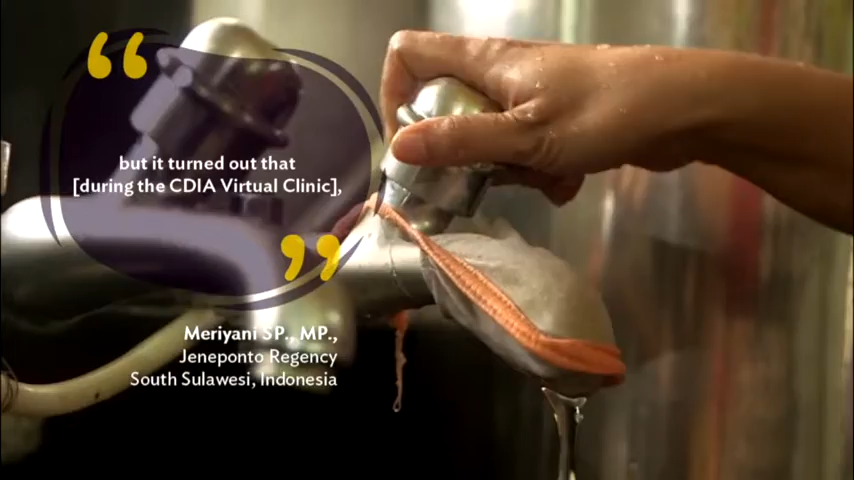 but it turned out that
[during the CDIA Virtual Clinic],
Meriyani SP., MP.,
Jeneponto Regency
South Sulawesi, Indonesia